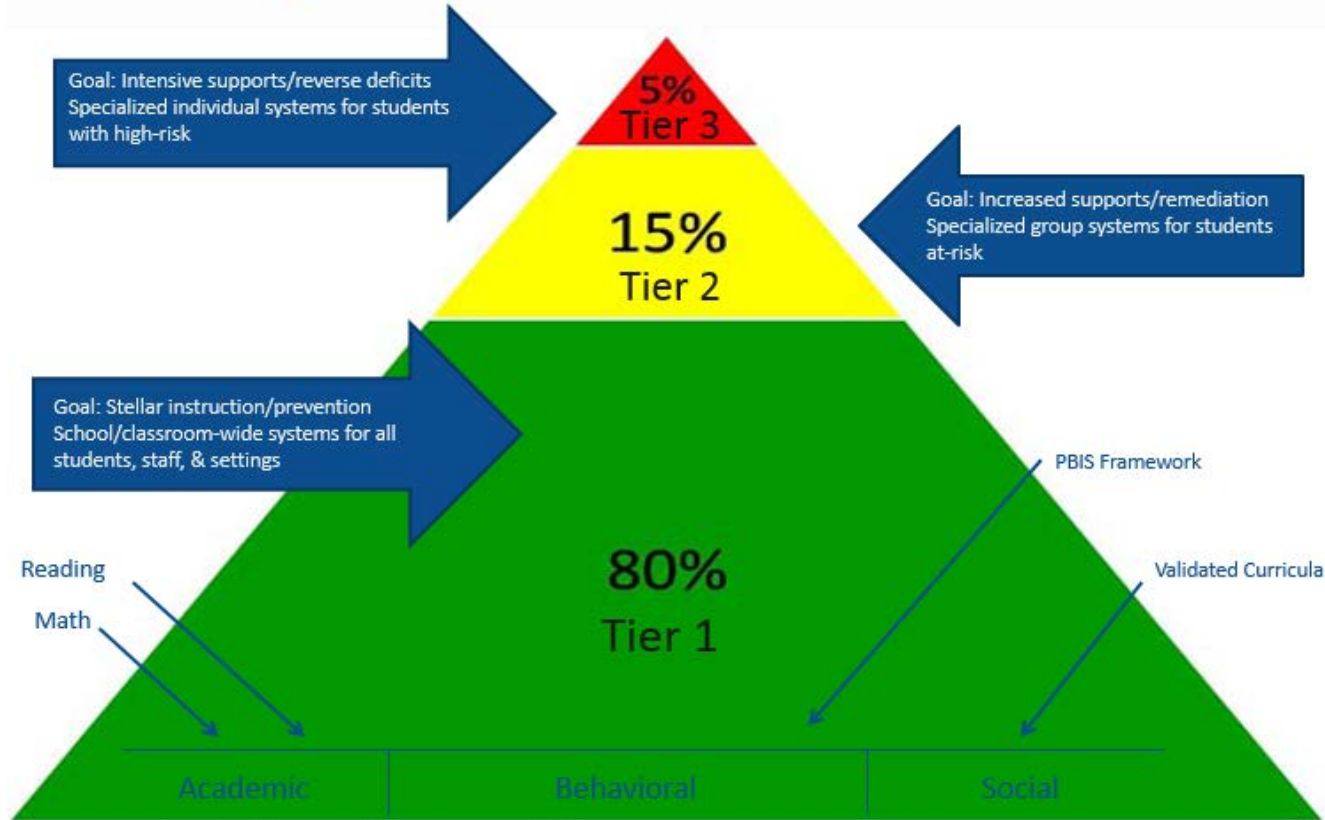 Goal: Intensive supports/reverse deficits
Specialized individual systems for students
with high-risk
5%
Tier 3
Goal: Increased supports/remediation
Specialized group systems for students
at-risk
15%
Tier 2
Goal: Stellar instruction/prevention
School/classroom-wide systems for all
students, staff, & settings
PBIS Framework
80%
Tier 1
Reading
Math
Validated Curricula
Academic
Behavioral
Social